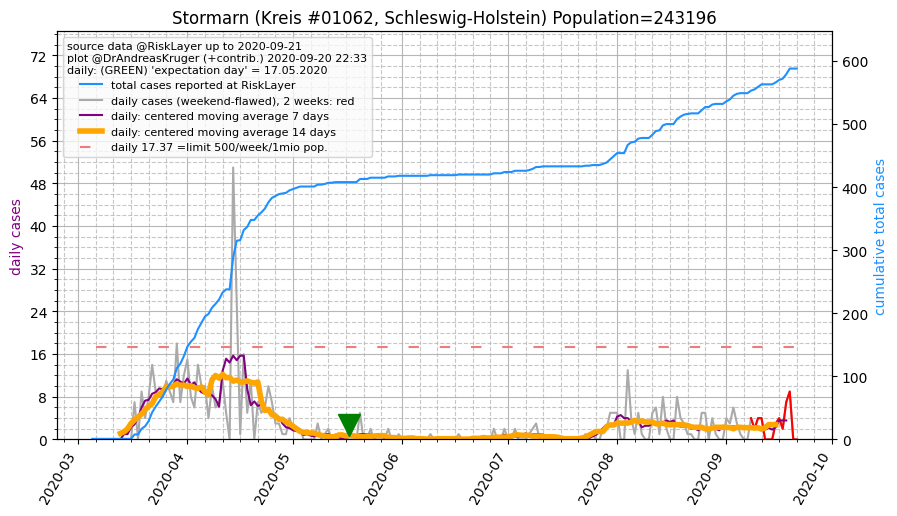 Stormarn (Kreis #01062, Schleswig-Holstein) Population=243196
source data @RiskLayer up to 2020-09-21
plot @DrAndreasKruger (+contrib.) 2020-09-20 22:33
daily: (GREEN) 'expectation day' = 17.05.2020
total cases reported at RiskLayer
daily cases (weekend-flawed), 2 weeks: red
daily: centered moving average 7 days
daily: centered moving average 14 days
daily 17.37 =limit 500/week/1mio pop.
daily cases
72
64
56
48
40
32
24
16
8
0
600
500
400
300
200
100
0
cumulative total cases
2020-03
2020-04
2020-05
2020-06
2020-07
2020-08
2020-09
2020-10